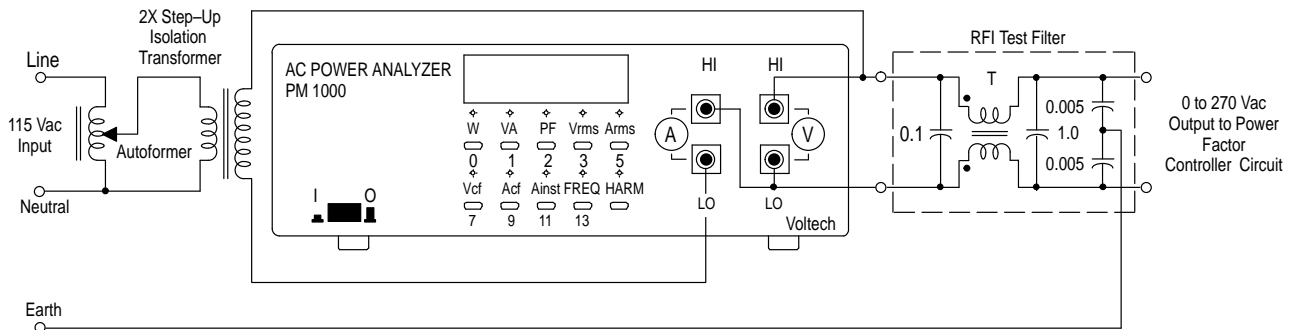 2X Step–Up
Isolation
Transformer
Line
115 Vac
Input
Autoformer
Neutral
Earth
AC POWER ANALYZER
PM 1000
W VA PF Vrms Arms
0 1 2 3 5
Vcf Acf Ainst FREQ HARM
7 9 11 13
I O
HI HI
A V
LO LO
Voltech
RFI Test Filter
T
0.1
1.0
0.005
0.005
0 to 270 Vac
Output to Power
Factor
Controller Circuit